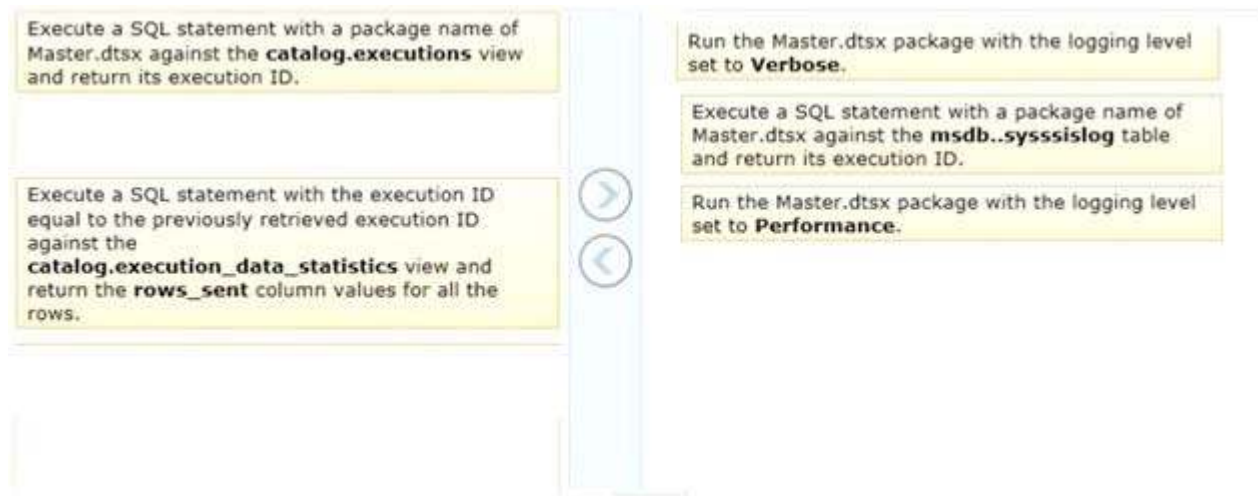 Execute a SQL statement with a package name of
Master.dtsx against the catalog.executions view
and return its execution ID.
Execute a SQL statement with the execution ID
equal to the previously retrieved execution ID
against the
catalog.execution_data_statistics view and
return the rows_sent column values for all the
rows.
Run the Master.dtsx package with the logging level
set to Verbose.
Execute a SQL statement with a package name of
Master.dtsx against the msdb..sysssislog table
and return its execution ID.
Run the Master.dtsx package with the logging level
set to Performance.